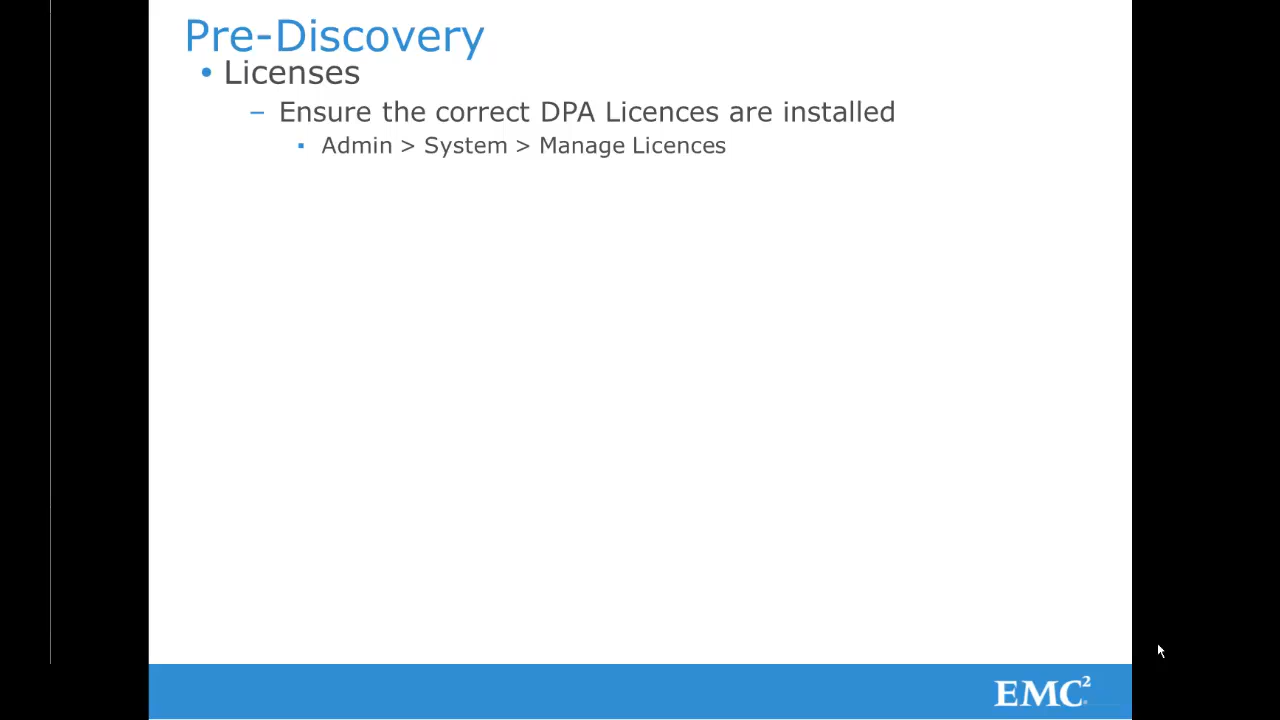 Pre-Discovery
• Licenses
– Ensure the correct DPA Licences are installed
▪ Admin > System > Manage Licences
EMC²